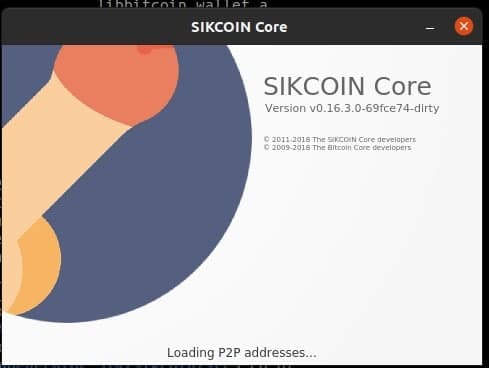 libbitcoin_wallet_a
SIKCOIN Core
SIKCOIN Core
Version v0.16.3.0-69fce74-dirty
© 2011-2018 The SIKCOIN Core developers
© 2009-2018 The Bitcoin Core developers
Loading P2P addresses...